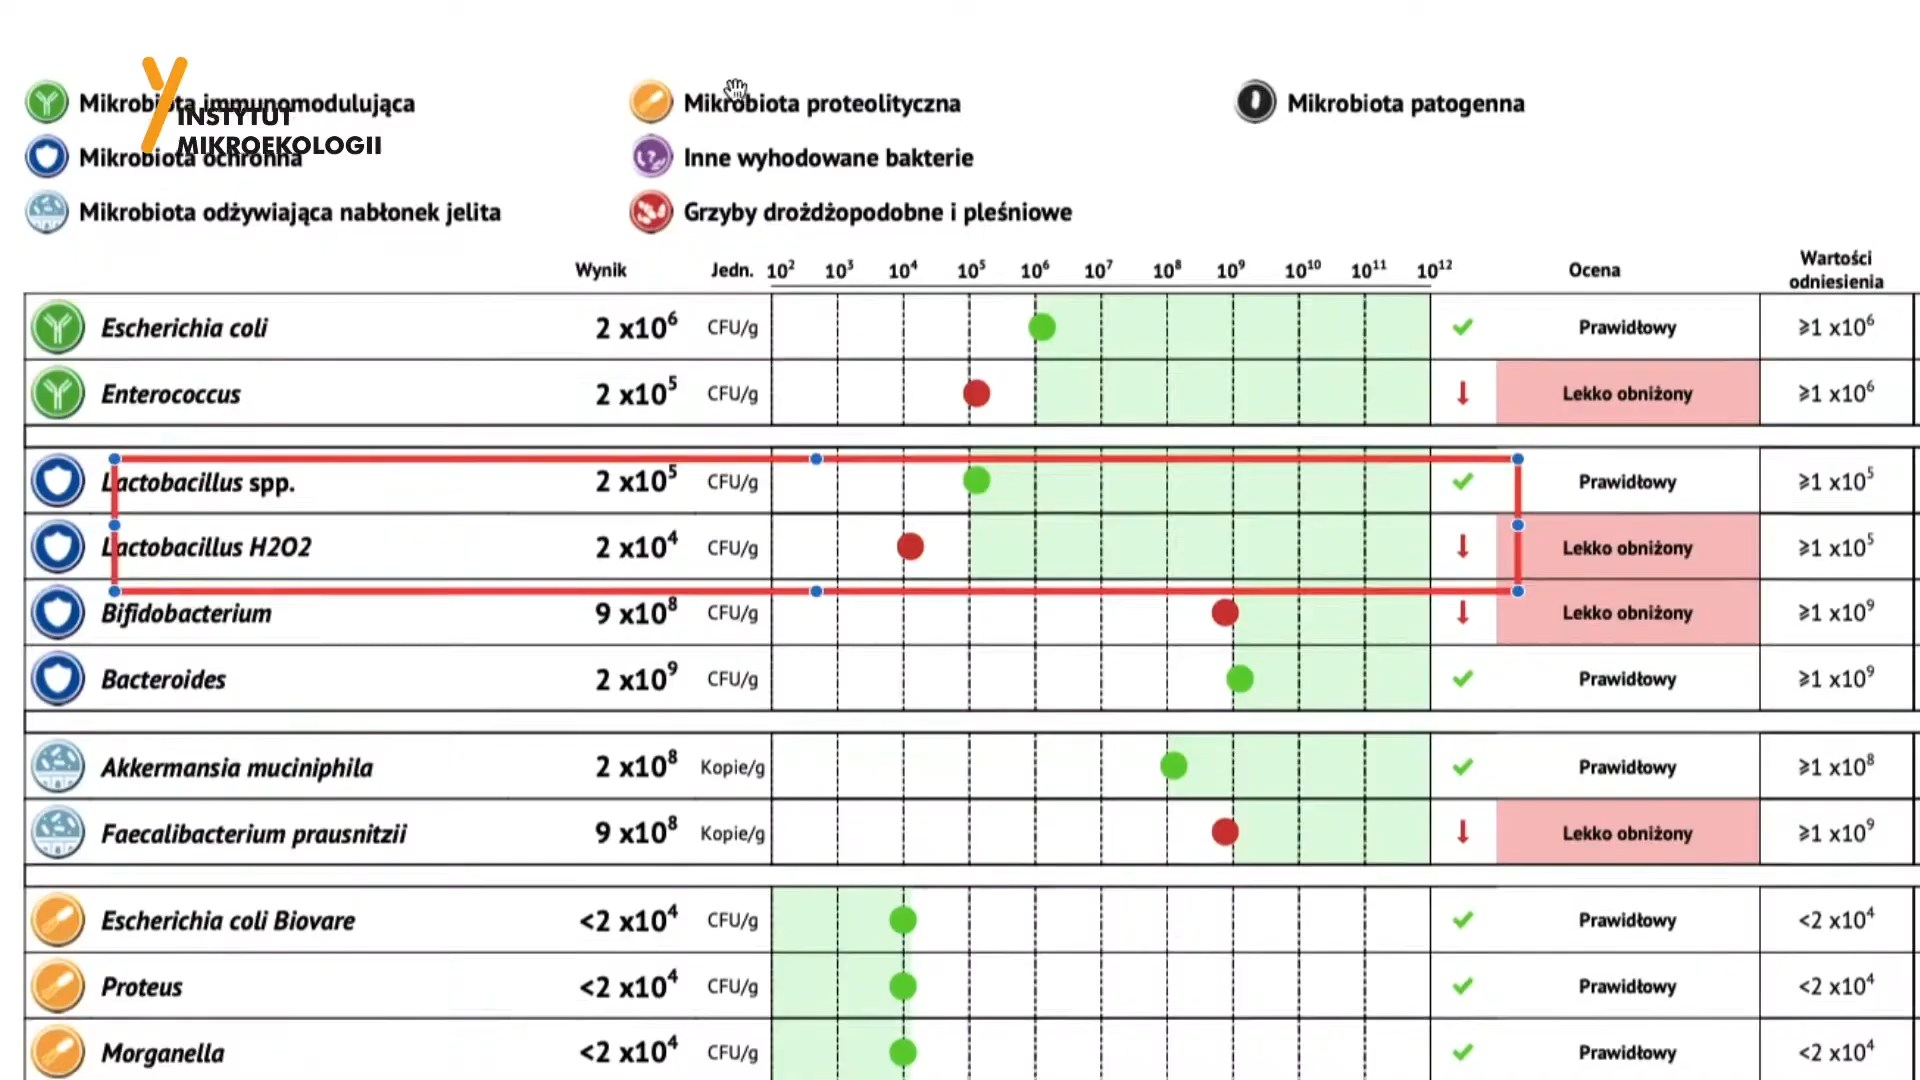 Mikrobiota immunomodulująca
Mikrobiota proteolityczna
Mikrobiota patogenna
INSTYTUT
MIKROEKOLOGII
Mikrobiota ochronna
Inne wyhodowane bakterie
Mikrobiota odżywiająca nabłonek jelita
Grzyby drożdżopodobne i pleśniowe
Wynik Jedn. 10² 10³ 10⁴ 10⁵ 10⁶ 10⁷ 10⁸ 10⁹ 10¹⁰ 10¹¹ 10¹² Ocena Wartości odniesienia
Escherichia coli 2 x10⁶ CFU/g Prawidłowy ⩾1 x10⁶
Enterococcus 2 x10⁵ CFU/g Lekko obniżony ⩾1 x10⁶
Lactobacillus spp. 2 x10⁵ CFU/g Prawidłowy ⩾1 x10⁵
Lactobacillus H2O2 2 x10⁴ CFU/g Lekko obniżony ⩾1 x10⁵
Bifidobacterium 9 x10⁸ CFU/g Lekko obniżony ⩾1 x10⁹
Bacteroides 2 x10⁹ CFU/g Prawidłowy ⩾1 x10⁹
Akkermansia muciniphila 2 x10⁸ Kopie/g Prawidłowy ⩾1 x10⁸
Faecalibacterium prausnitzii 9 x10⁸ Kopie/g Lekko obniżony ⩾1 x10⁹
Escherichia coli Biovare <2 x10⁴ CFU/g Prawidłowy <2 x10⁴
Proteus <2 x10⁴ CFU/g Prawidłowy <2 x10⁴
Morganella <2 x10⁴ CFU/g Prawidłowy <2 x10⁴